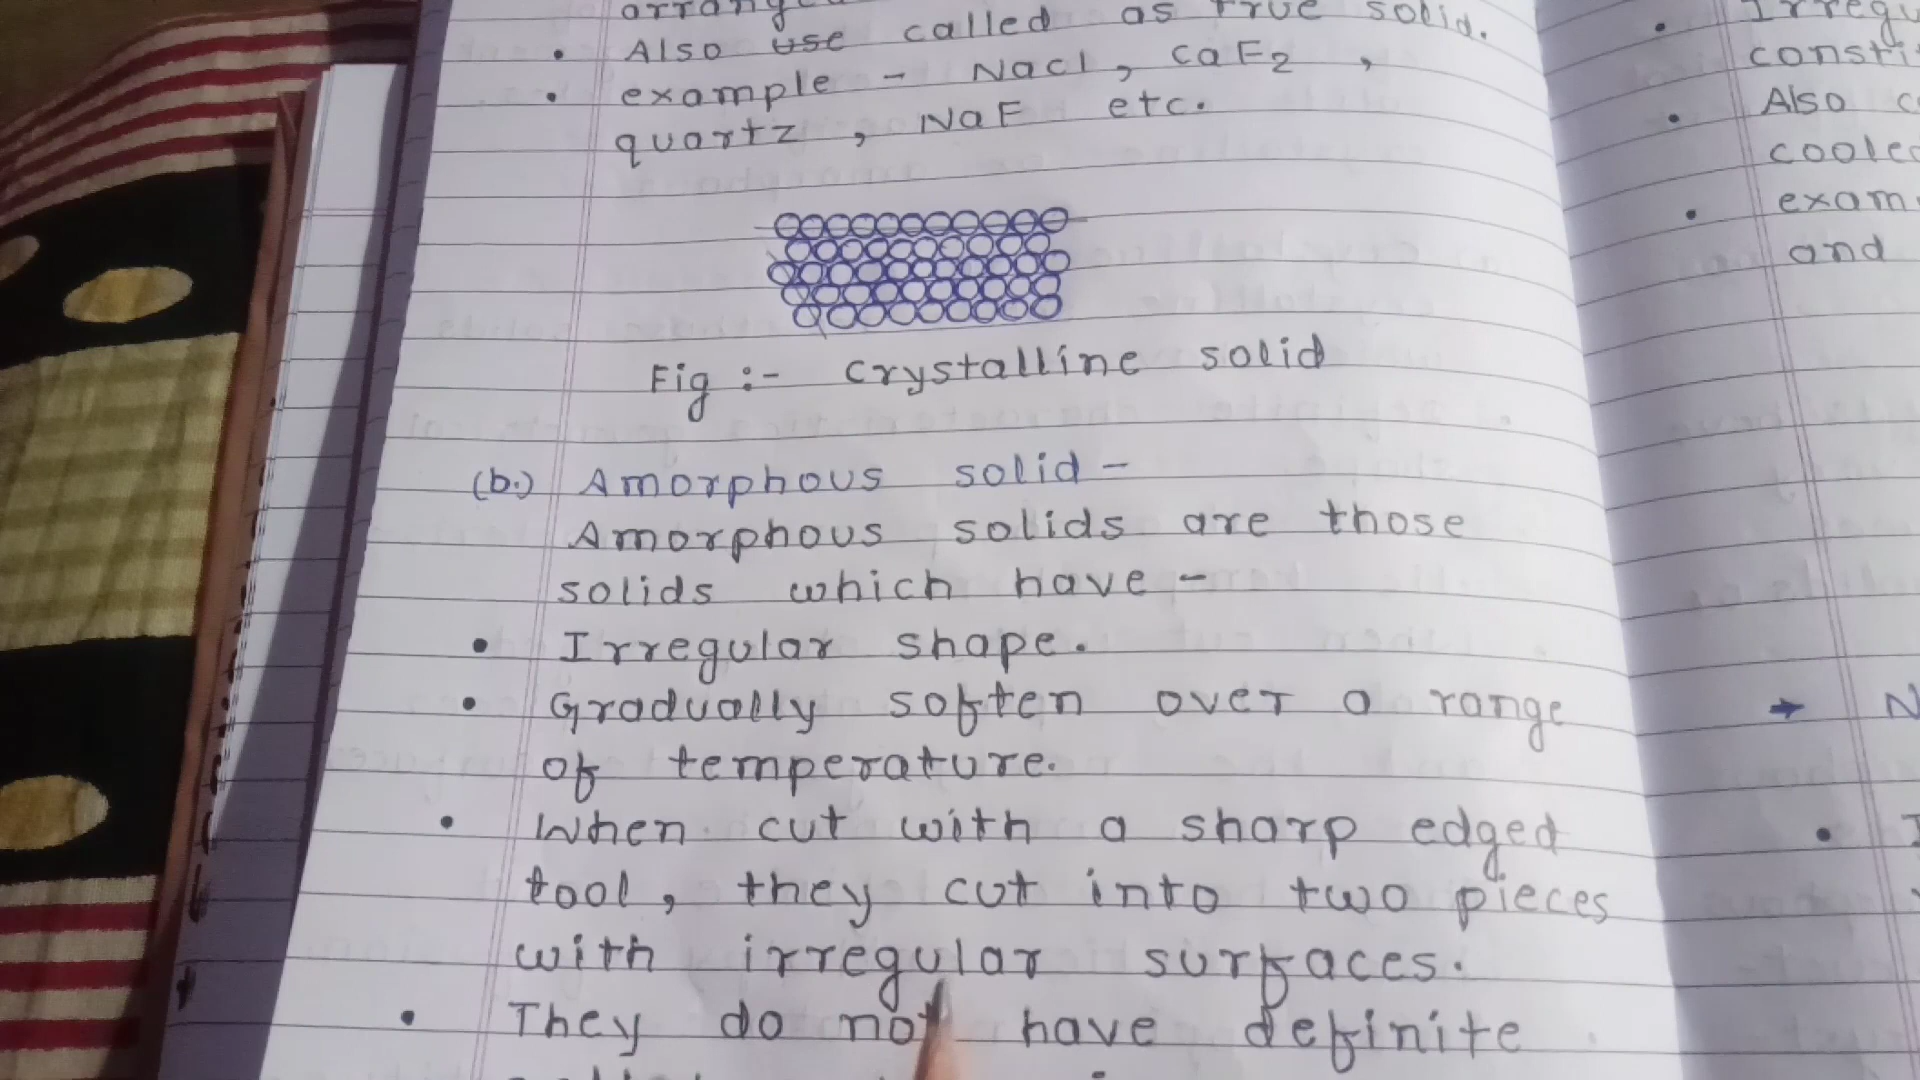 • Also use called as true solid.
• example - Nacl, CaF2,
quartz, NaF etc.
Fig :- crystalline solid
(b.) Amorphous solid -
Amorphous solids are those
solids which have -
• Irregular shape.
• Gradually soften over a range
of temperature.
• When cut with a sharp edged
tool, they cut into two pieces
with irregular surfaces.
• They do not have definite
Also
and